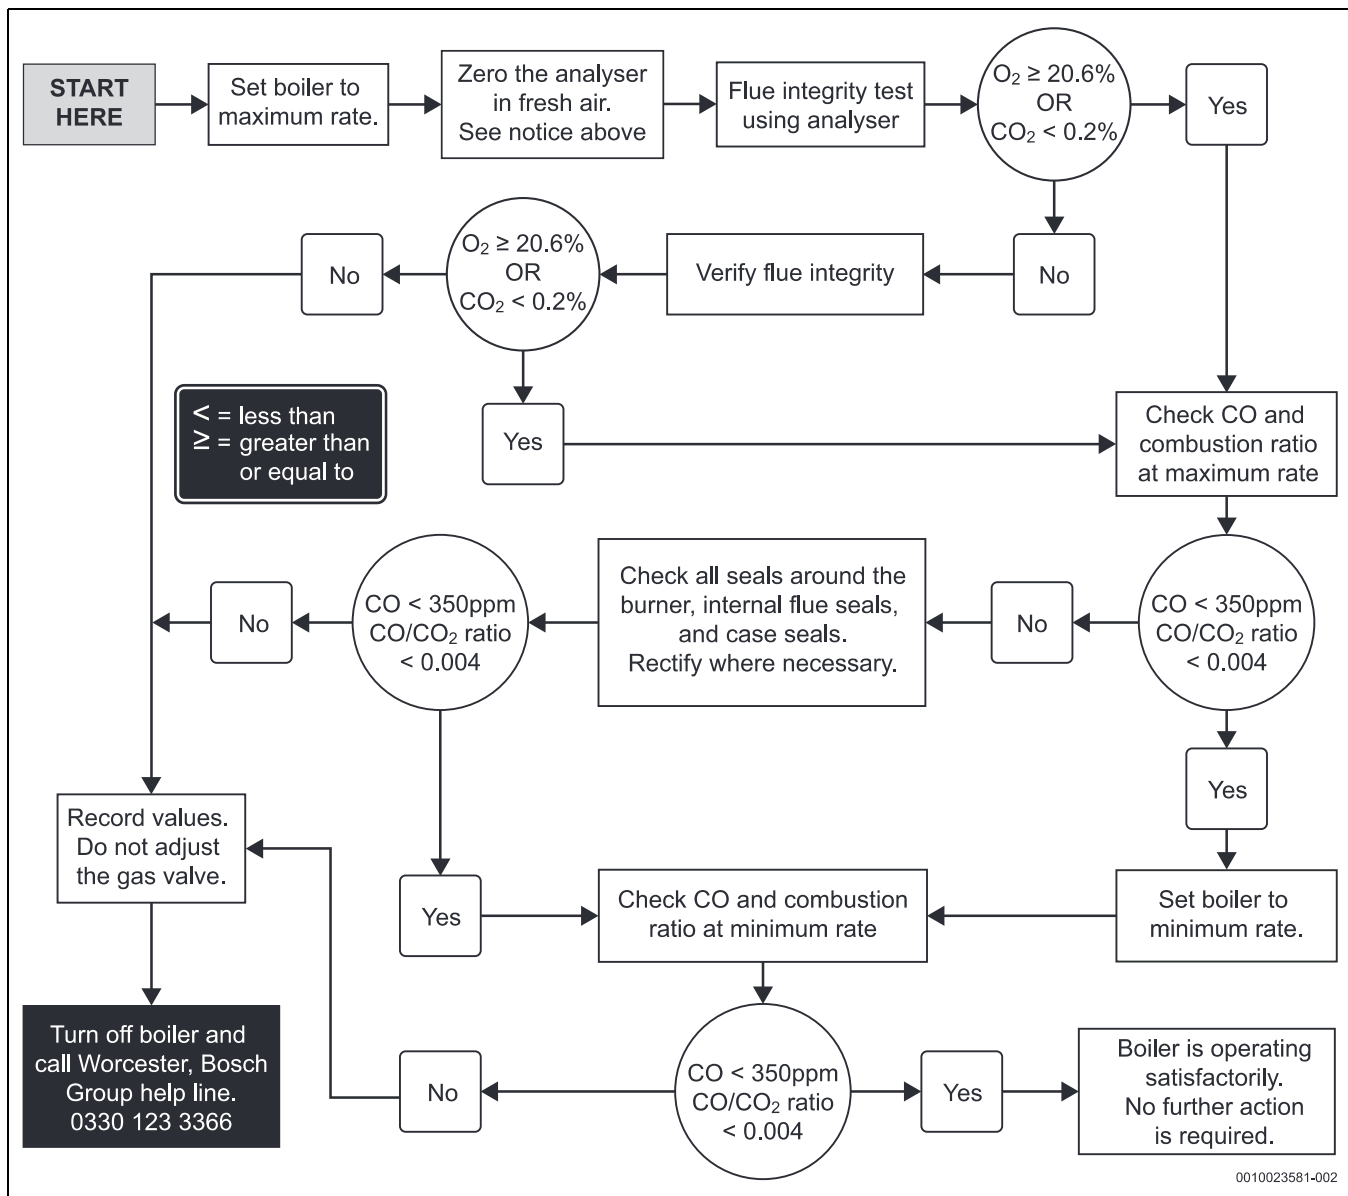 START
HERE
Set boiler to
maximum rate.
Zero the analyser
in fresh air.
See notice above
Flue integrity test
using analyser
O₂ ≥ 20.6%
OR
CO₂ < 0.2%
Yes
No
Verify flue integrity
O₂ ≥ 20.6%
OR
CO₂ < 0.2%
No
Yes
< = less than
≥ = greater than
or equal to
Check CO and
combustion ratio
at maximum rate
CO < 350ppm
CO/CO₂ ratio
< 0.004
No
Check all seals around the
burner, internal flue seals,
and case seals.
Rectify where necessary.
CO < 350ppm
CO/CO₂ ratio
< 0.004
No
Yes
Yes
Set boiler to
minimum rate.
Check CO and combustion
ratio at minimum rate
Record values.
Do not adjust
the gas valve.
Turn off boiler and
call Worcester, Bosch
Group help line.
0330 123 3366
No
CO < 350ppm
CO/CO₂ ratio
< 0.004
Yes
Boiler is operating
satisfactorily.
No further action
is required.
0010023581-002